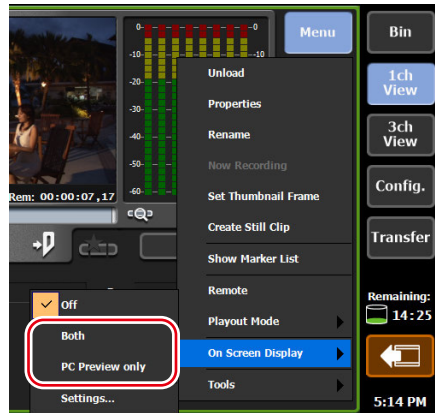 0
0
-10
-10
-20
-30
-40
-50
-60
Rem: 00:00:07,17
Menu
Unload
Properties
Rename
Now Recording
Set Thumbnail Frame
Create Still Clip
Show Marker List
Remote
Playout Mode
On Screen Display
Tools
Off
Both
PC Preview only
Settings...
Bin
1ch
View
3ch
View
Config.
Transfer
Remaining:
14:25
5:14 PM